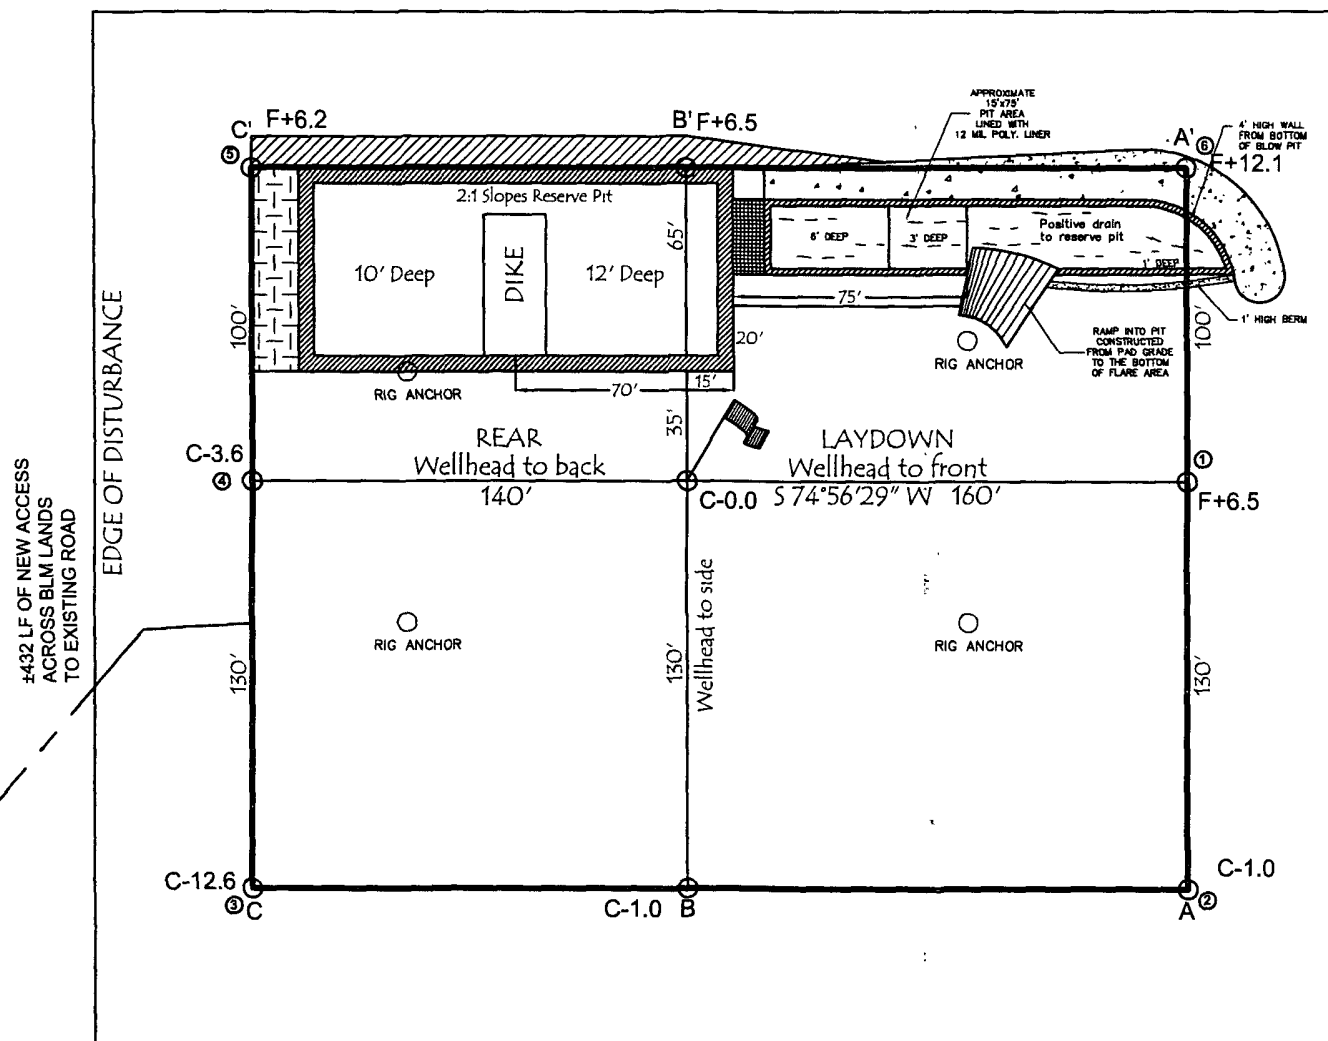 APPROXIMATE
15'x75'
PIT AREA
LINED WITH
12 MIL POLY. LINER
4' HIGH WALL
FROM BOTTOM
OF BLOW PIT
C' F+6.2
B' F+6.5
A' ⑥
F+12.1
⑤
2:1 Slopes Reserve Pit
10' Deep
DIKE
12' Deep
65'
6' DEEP
3' DEEP
Positive drain
to reserve pit
1' DEEP
75'
1' HIGH BERM
100'
100'
20'
RIG ANCHOR
RAMP INTO PIT
CONSTRUCTED
FROM PAD GRADE
TO THE BOTTOM
OF FLARE AREA
RIG ANCHOR
70'
15'
35'
EDGE OF DISTURBANCE
C-3.6
④
REAR
Wellhead to back
140'
C-0.0
LAYDOWN
Wellhead to front
S 74°56'29" W 160'
①
F+6.5
±432 LF OF NEW ACCESS
ACROSS BLM LANDS
TO EXISTING ROAD
RIG ANCHOR
RIG ANCHOR
130'
130'
Wellhead to side
130'
C-12.6
③ C
C-1.0 B
C-1.0
A ②